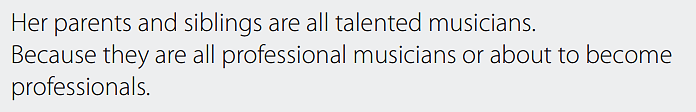 Her parents and siblings are all talented musicians.
Because they are all professional musicians or about to become
professionals.